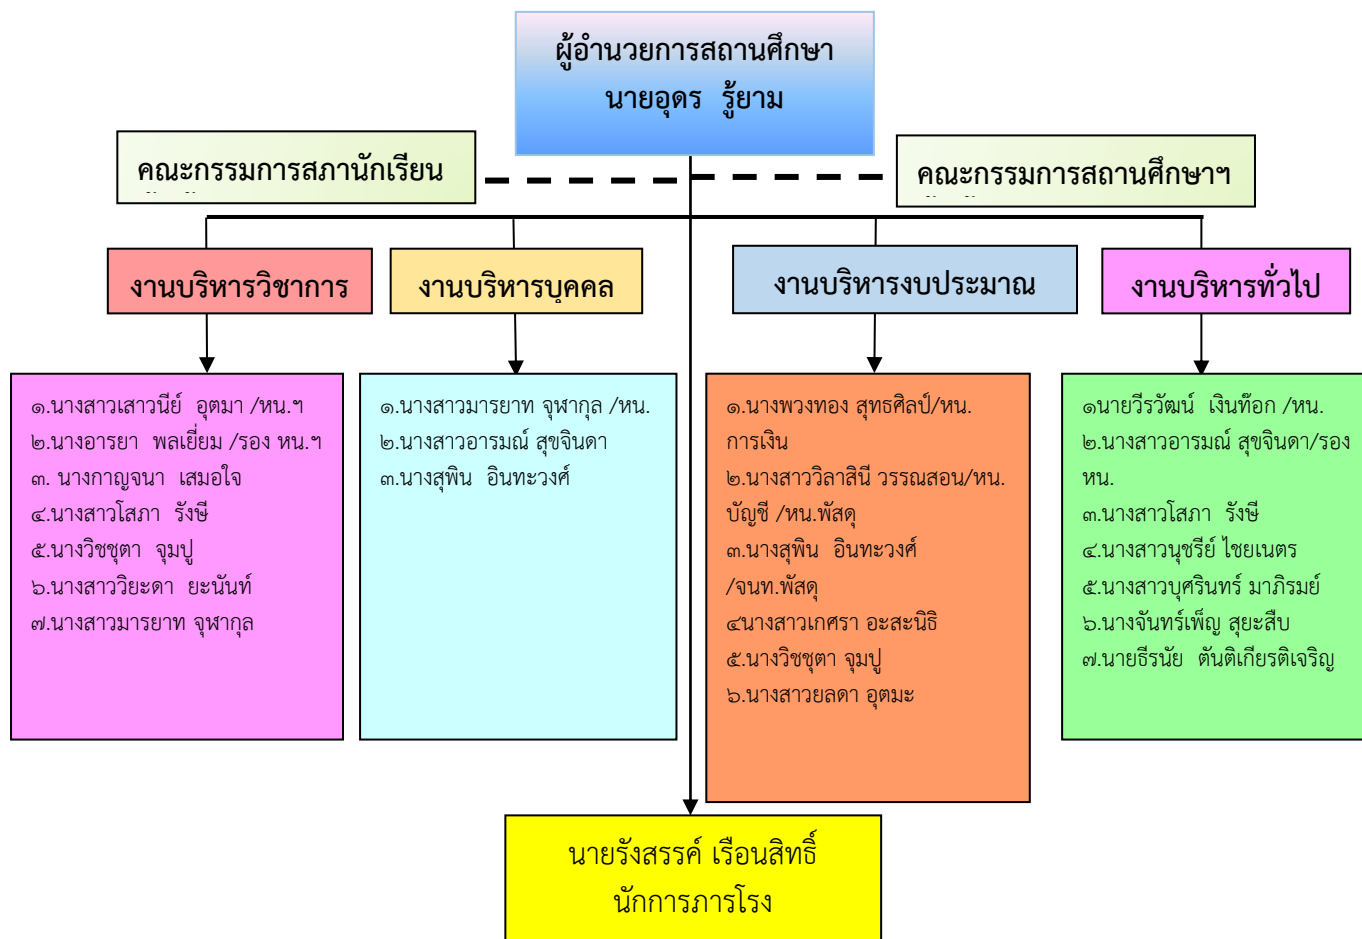 ผู้อำนวยการสถานศึกษา
นายอุดร รู้ยาม
คณะกรรมการสภานักเรียน
คณะกรรมการสถานศึกษาฯ
งานบริหารวิชาการ
งานบริหารบุคคล
งานบริหารงบประมาณ
งานบริหารทั่วไป
๑.นางสาวเสาวนีย์ อุตมา /หน.ฯ
๒.นางอารยา พลเยี่ยม /รอง หน.ฯ
๓. นางกาญจนา เสมอใจ
๔.นางสาวโสภา รังษี
๕.นางวิชชุตา จุมปู
๖.นางสาววิยะดา ยะนันท์
๗.นางสาวมารยาท จุฬากุล
๑.นางสาวมารยาท จุฬากุล /หน.
๒.นางสาวอารมณ์ สุขจินดา
๓.นางสุพิน อินทะวงศ์
๑.นางพวงทอง สุทธศิลป์/หน.
การเงิน
๒.นางสาววิลาสินี วรรณสอน/หน.
บัญชี /หน.พัสดุ
๓.นางสุพิน อินทะวงศ์
/จนท.พัสดุ
๔นางสาวเกศรา อะสะนิธิ
๕.นางวิชชุตา จุมปู
๖.นางสาวยลดา อุตมะ
๑นายวีรวัฒน์ เงินท๊อก /หน.
๒.นางสาวอารมณ์ สุขจินดา/รอง
หน.
๓.นางสาวโสภา รังษี
๔.นางสาวนุชรีย์ ไชยเนตร
๕.นางสาวบุศรินทร์ มาภิรมย์
๖.นางจันทร์เพ็ญ สุยะสืบ
๗.นายธีรนัย ตันติเกียรติเจริญ
นายรังสรรค์ เรือนสิทธิ์
นักการภารโรง